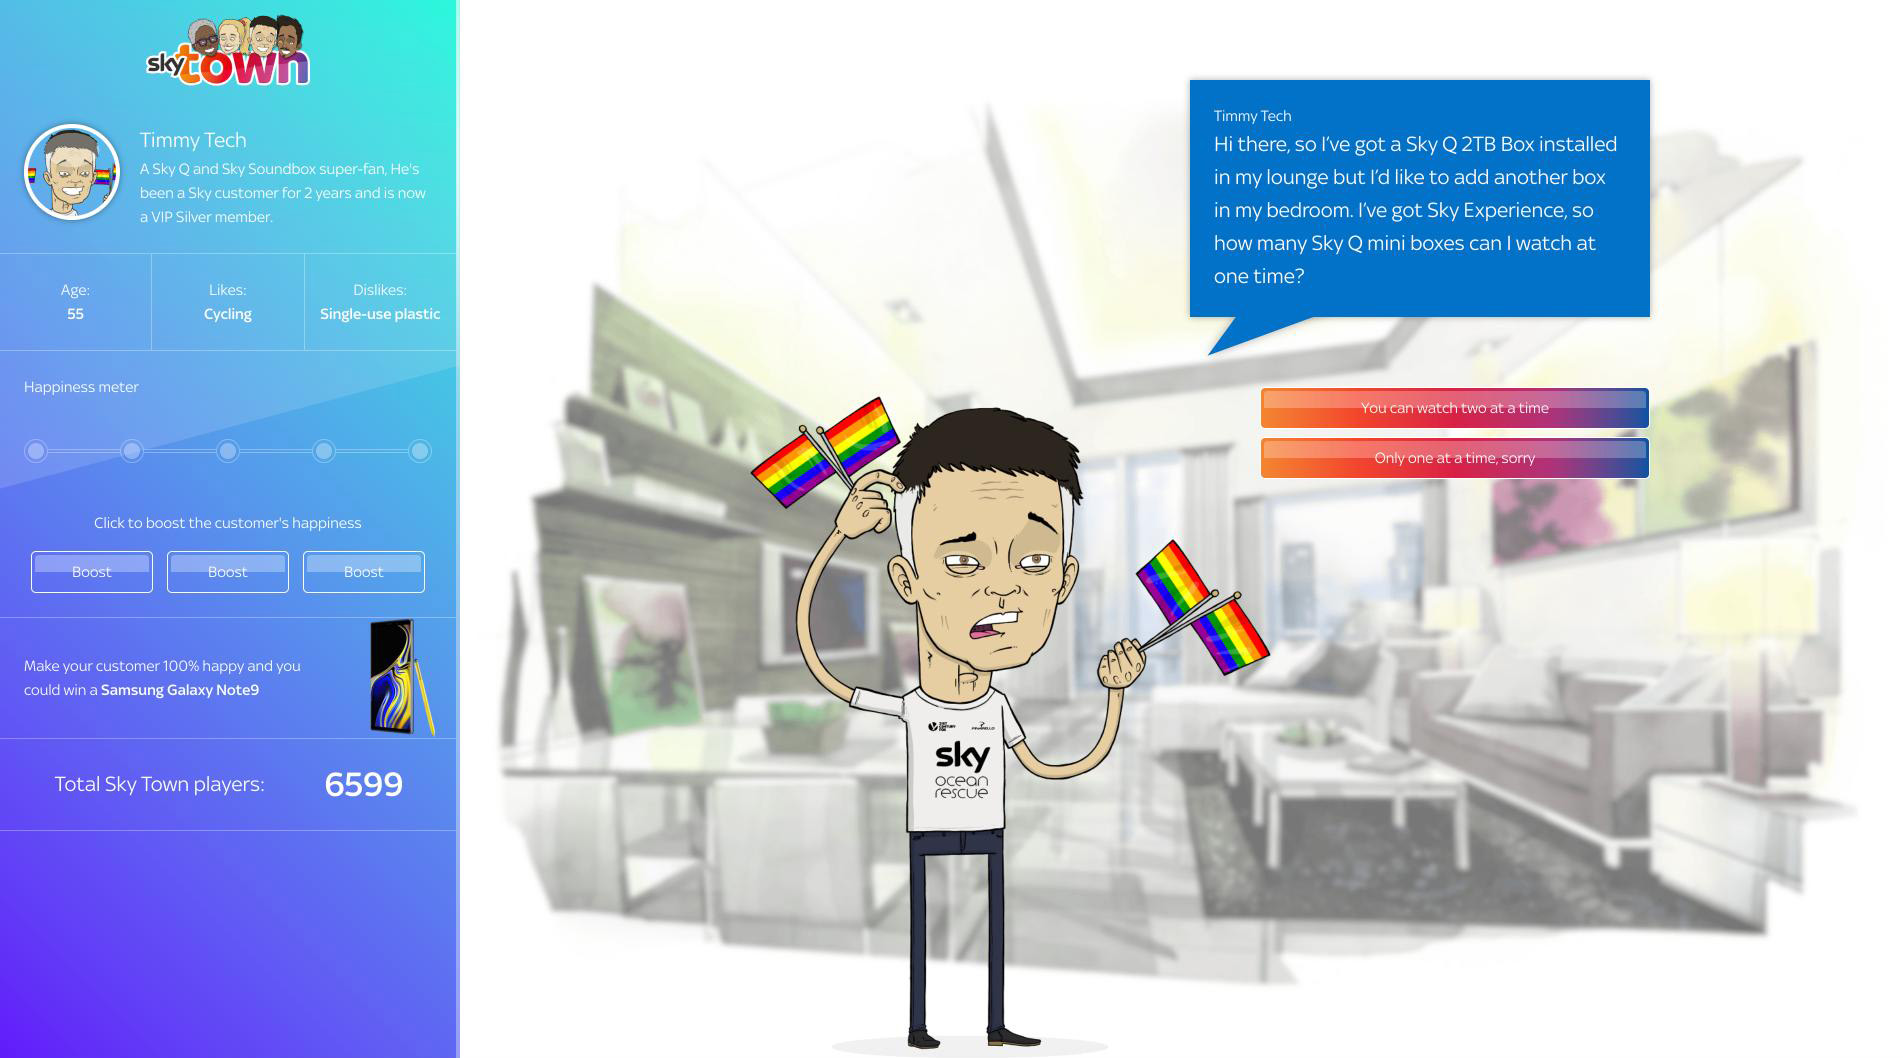 sky town
Timmy Tech
A Sky Q and Sky Soundbox super-fan, He's
been a Sky customer for 2 years and is now
a VIP Silver member.
Age:
55
Likes:
Cycling
Dislikes:
Single-use plastic
Happiness meter
Click to boost the customer's happiness
Boost
Boost
Boost
Make your customer 100% happy and you
could win a Samsung Galaxy Note9
Total Sky Town players:
6599
Timmy Tech
Hi there, so I’ve got a Sky Q 2TB Box installed
in my lounge but I’d like to add another box
in my bedroom. I’ve got Sky Experience, so
how many Sky Q mini boxes can I watch at
one time?
You can watch two at a time
Only one at a time, sorry
21ST
CENTURY
FOX
PINARELLO
sky
ocean
rescue